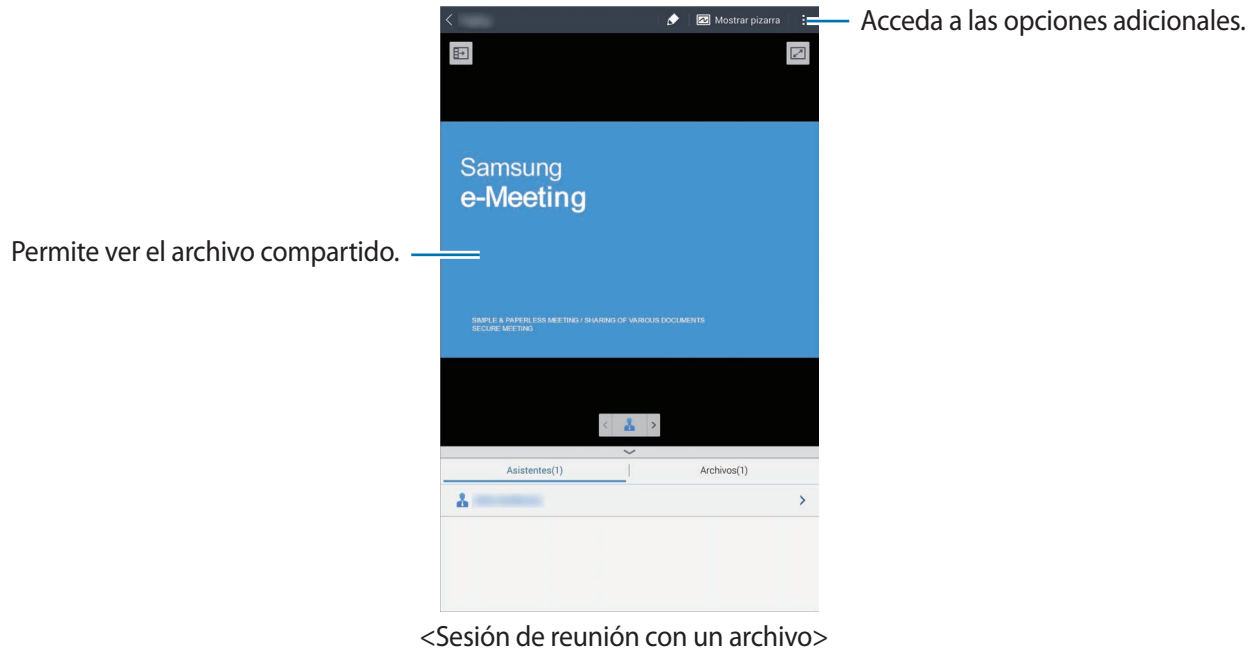 Mostrar pizarra
Acceda a las opciones adicionales.
Samsung
e-Meeting
Permite ver el archivo compartido.
SIMPLE & PAPERLESS MEETING / SHARING OF VARIOUS DOCUMENTS
SECURE MEETING
Asistentes(1)
Archivos(1)
<Sesión de reunión con un archivo>